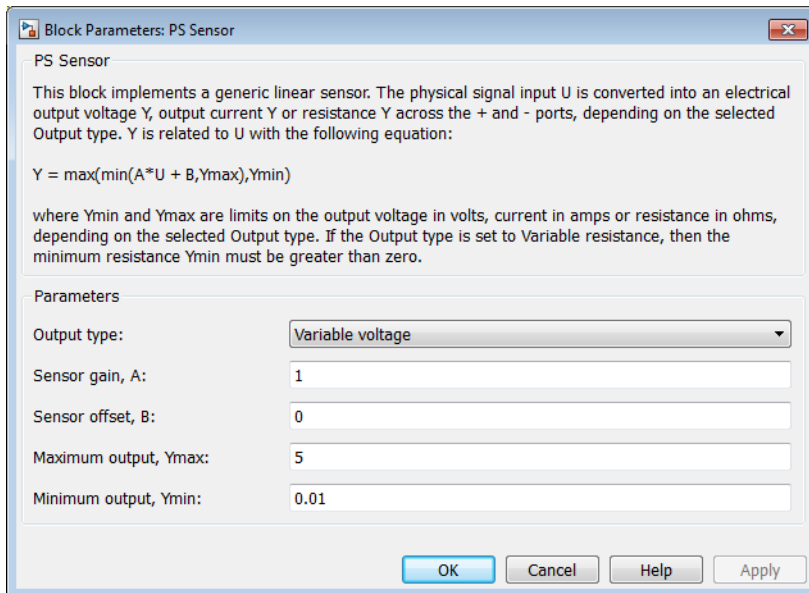 Block Parameters: PS Sensor
PS Sensor
This block implements a generic linear sensor. The physical signal input U is converted into an electrical
output voltage Y, output current Y or resistance Y across the + and - ports, depending on the selected
Output type. Y is related to U with the following equation:
Y = max(min(A*U + B,Ymax),Ymin)
where Ymin and Ymax are limits on the output voltage in volts, current in amps or resistance in ohms,
depending on the selected Output type. If the Output type is set to Variable resistance, then the
minimum resistance Ymin must be greater than zero.
Parameters
Output type: Variable voltage
Sensor gain, A: 1
Sensor offset, B: 0
Maximum output, Ymax: 5
Minimum output, Ymin: 0.01
OK Cancel Help Apply